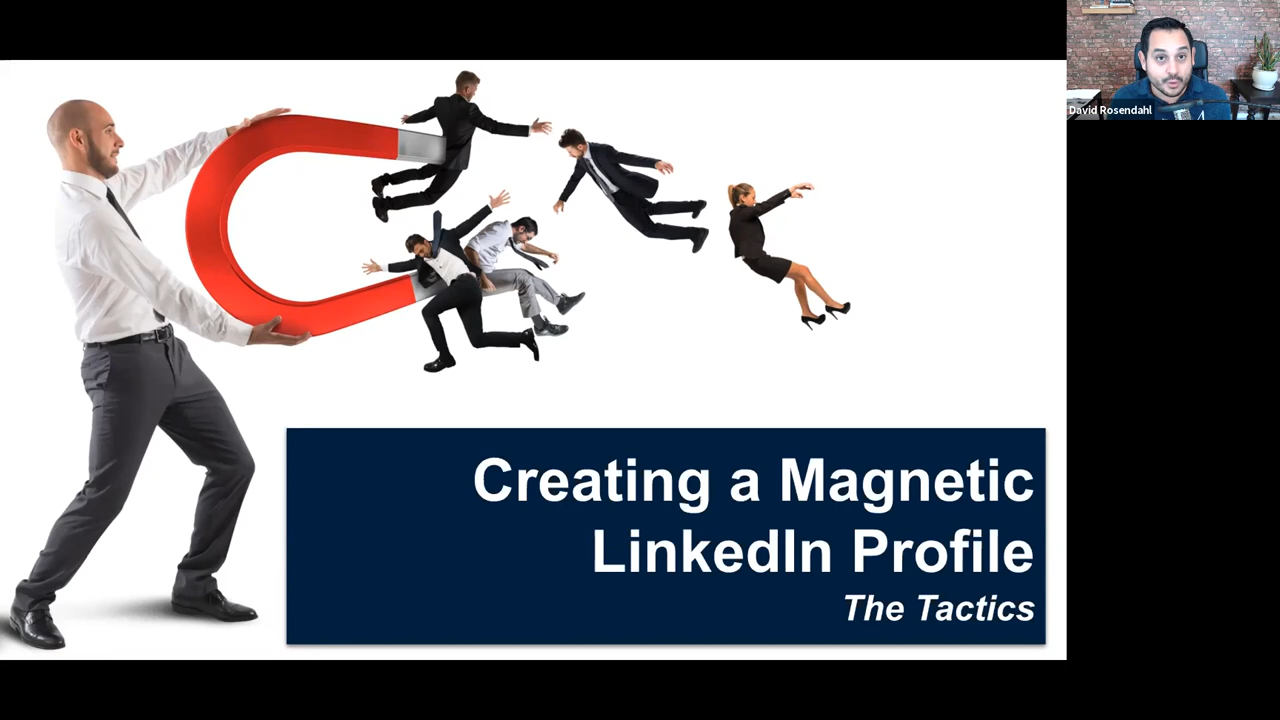 David Rosendahl
Creating a Magnetic
LinkedIn Profile
The Tactics